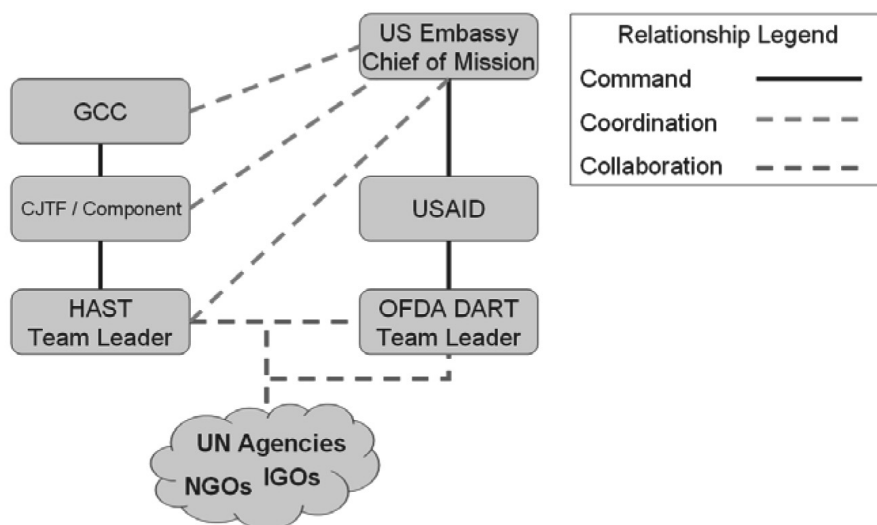 US Embassy
Chief of Mission
Relationship Legend
Command
Coordination
Collaboration
GCC
CJTF / Component
USAID
HAST
Team Leader
OFDA DART
Team Leader
UN Agencies
NGOs IGOs